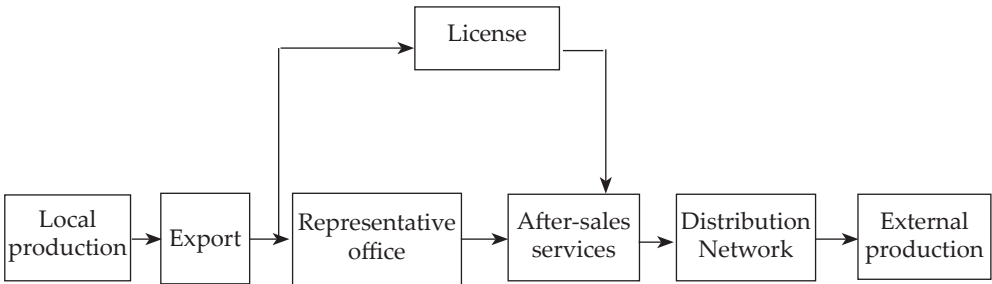 License
Local
production
Export
Representative
office
After-sales
services
Distribution
Network
External
production